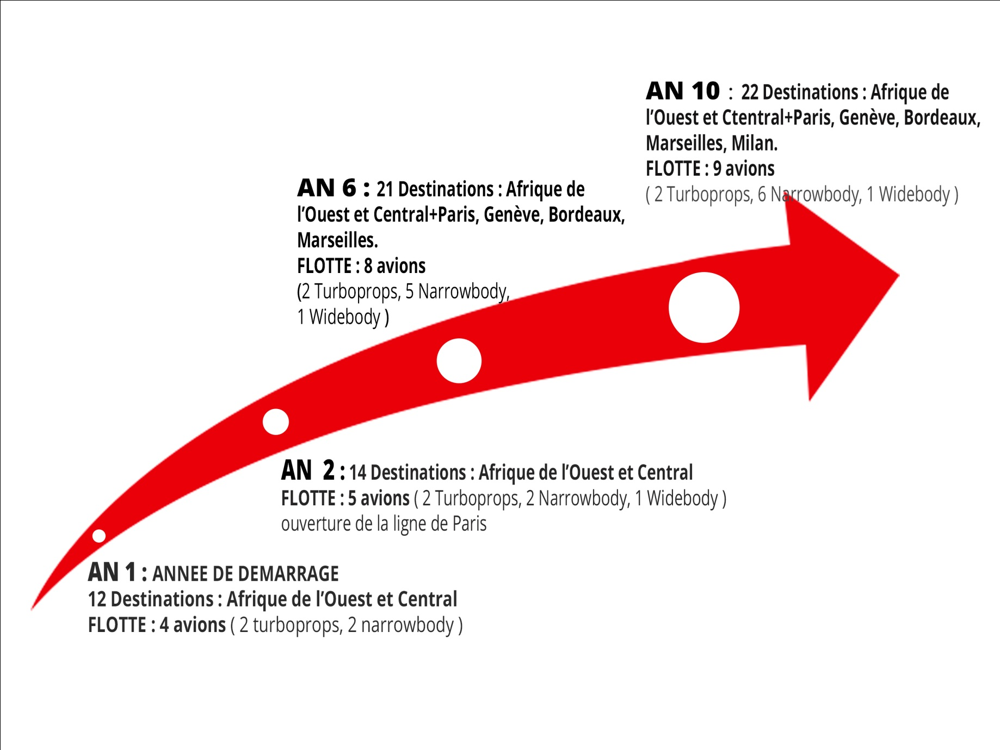 AN 10 : 22 Destinations : Afrique de
l’Ouest et Ctentral+Paris, Genève, Bordeaux,
Marseilles, Milan.
FLOTTE : 9 avions
( 2 Turboprops, 6 Narrowbody, 1 Widebody )
AN 6 : 21 Destinations : Afrique de
l’Ouest et Central+Paris, Genève, Bordeaux,
Marseilles.
FLOTTE : 8 avions
(2 Turboprops, 5 Narrowbody,
1 Widebody )
AN 2 : 14 Destinations : Afrique de l’Ouest et Central
FLOTTE : 5 avions ( 2 Turboprops, 2 Narrowbody, 1 Widebody )
ouverture de la ligne de Paris
AN 1 : ANNEE DE DEMARRAGE
12 Destinations : Afrique de l’Ouest et Central
FLOTTE : 4 avions ( 2 turboprops, 2 narrowbody )